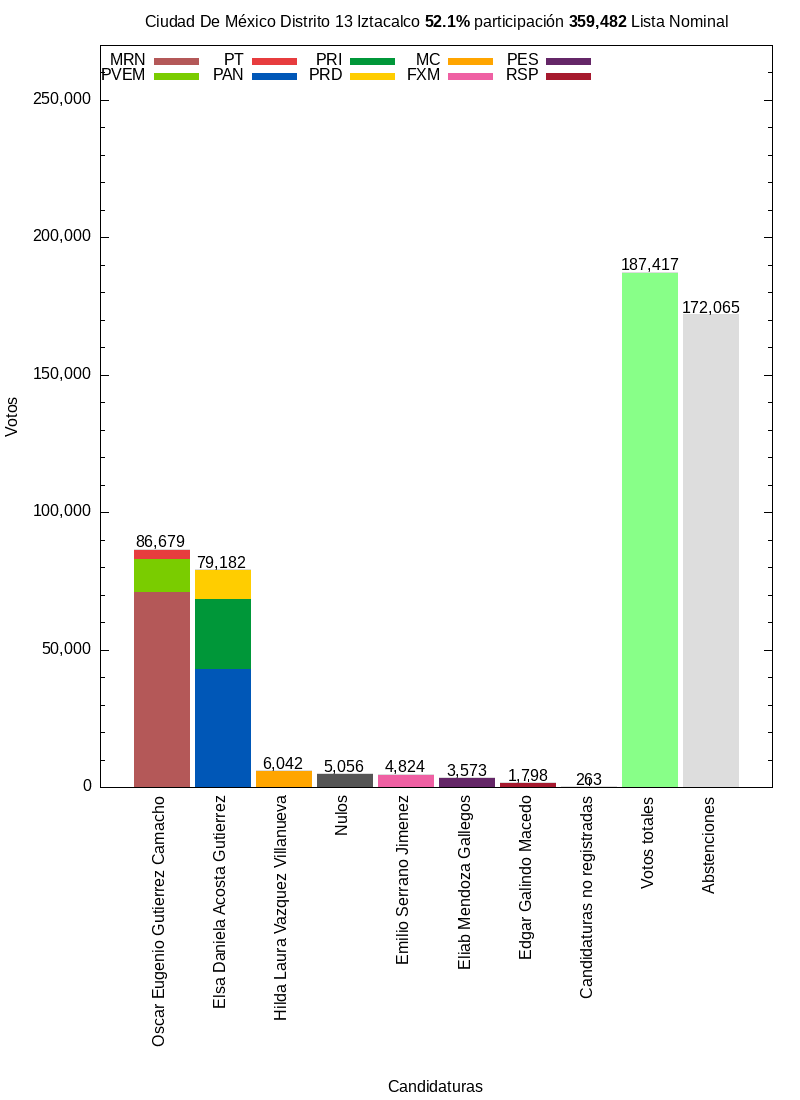 Ciudad De México Distrito 13 Iztacalco 52.1% participación 359,482 Lista Nominal
MRN PT PRI MC PES
PVEM PAN PRD FXM RSP
250,000
200,000
150,000
100,000
50,000
0
Votos
86,679
79,182
6,042
5,056
4,824
3,573
1,798
263
187,417
172,065
Oscar Eugenio Gutierrez Camacho
Elsa Daniela Acosta Gutierrez
Hilda Laura Vazquez Villanueva
Nulos
Emilio Serrano Jimenez
Eliab Mendoza Gallegos
Edgar Galindo Macedo
Candidaturas no registradas
Votos totales
Abstenciones
Candidaturas